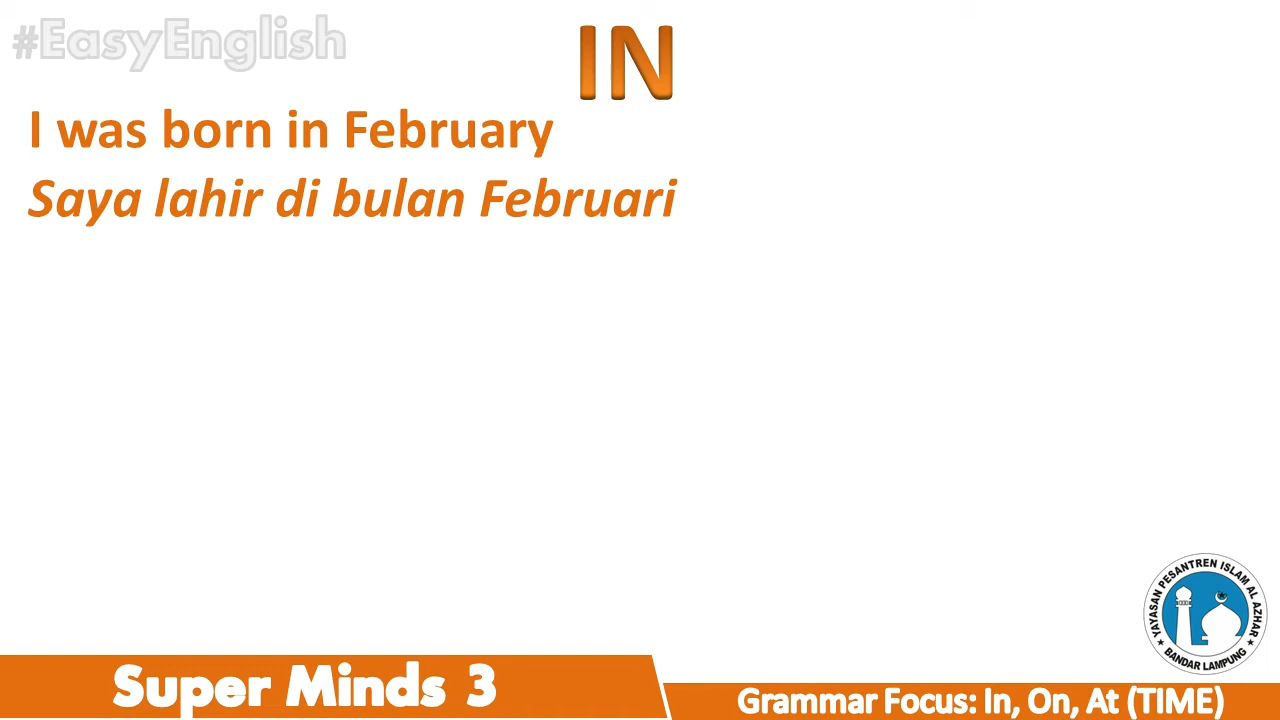 #EasyEnglish
IN
I was born in February
Saya lahir di bulan Februari
YAYASAN PESANTREN ISLAM AL AZHAR
BANDAR LAMPUNG
Super Minds 3
Grammar Focus: In, On, At (TIME)